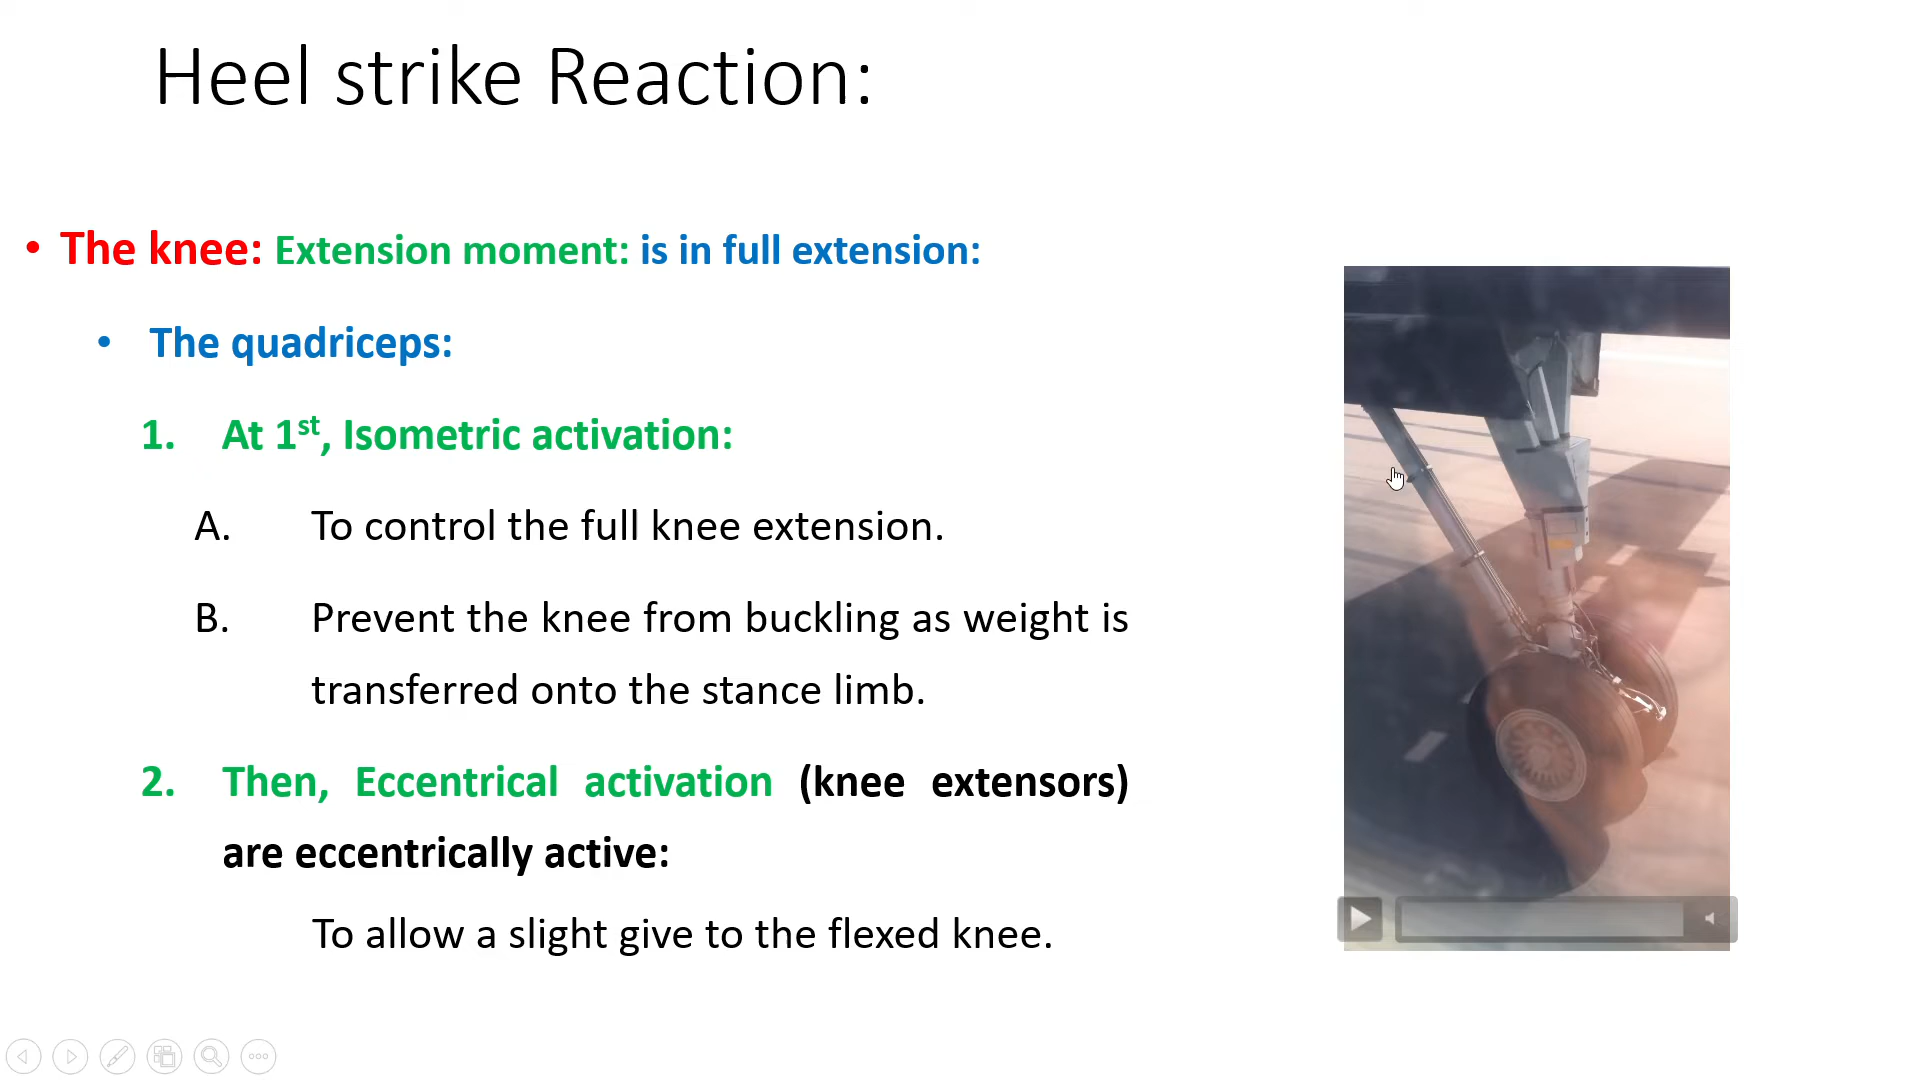 Heel strike Reaction:
• The knee: Extension moment: is in full extension:
• The quadriceps:
1. At 1st, Isometric activation:
A. To control the full knee extension.
B. Prevent the knee from buckling as weight is
transferred onto the stance limb.
2. Then, Eccentrical activation (knee extensors)
are eccentrically active:
To allow a slight give to the flexed knee.